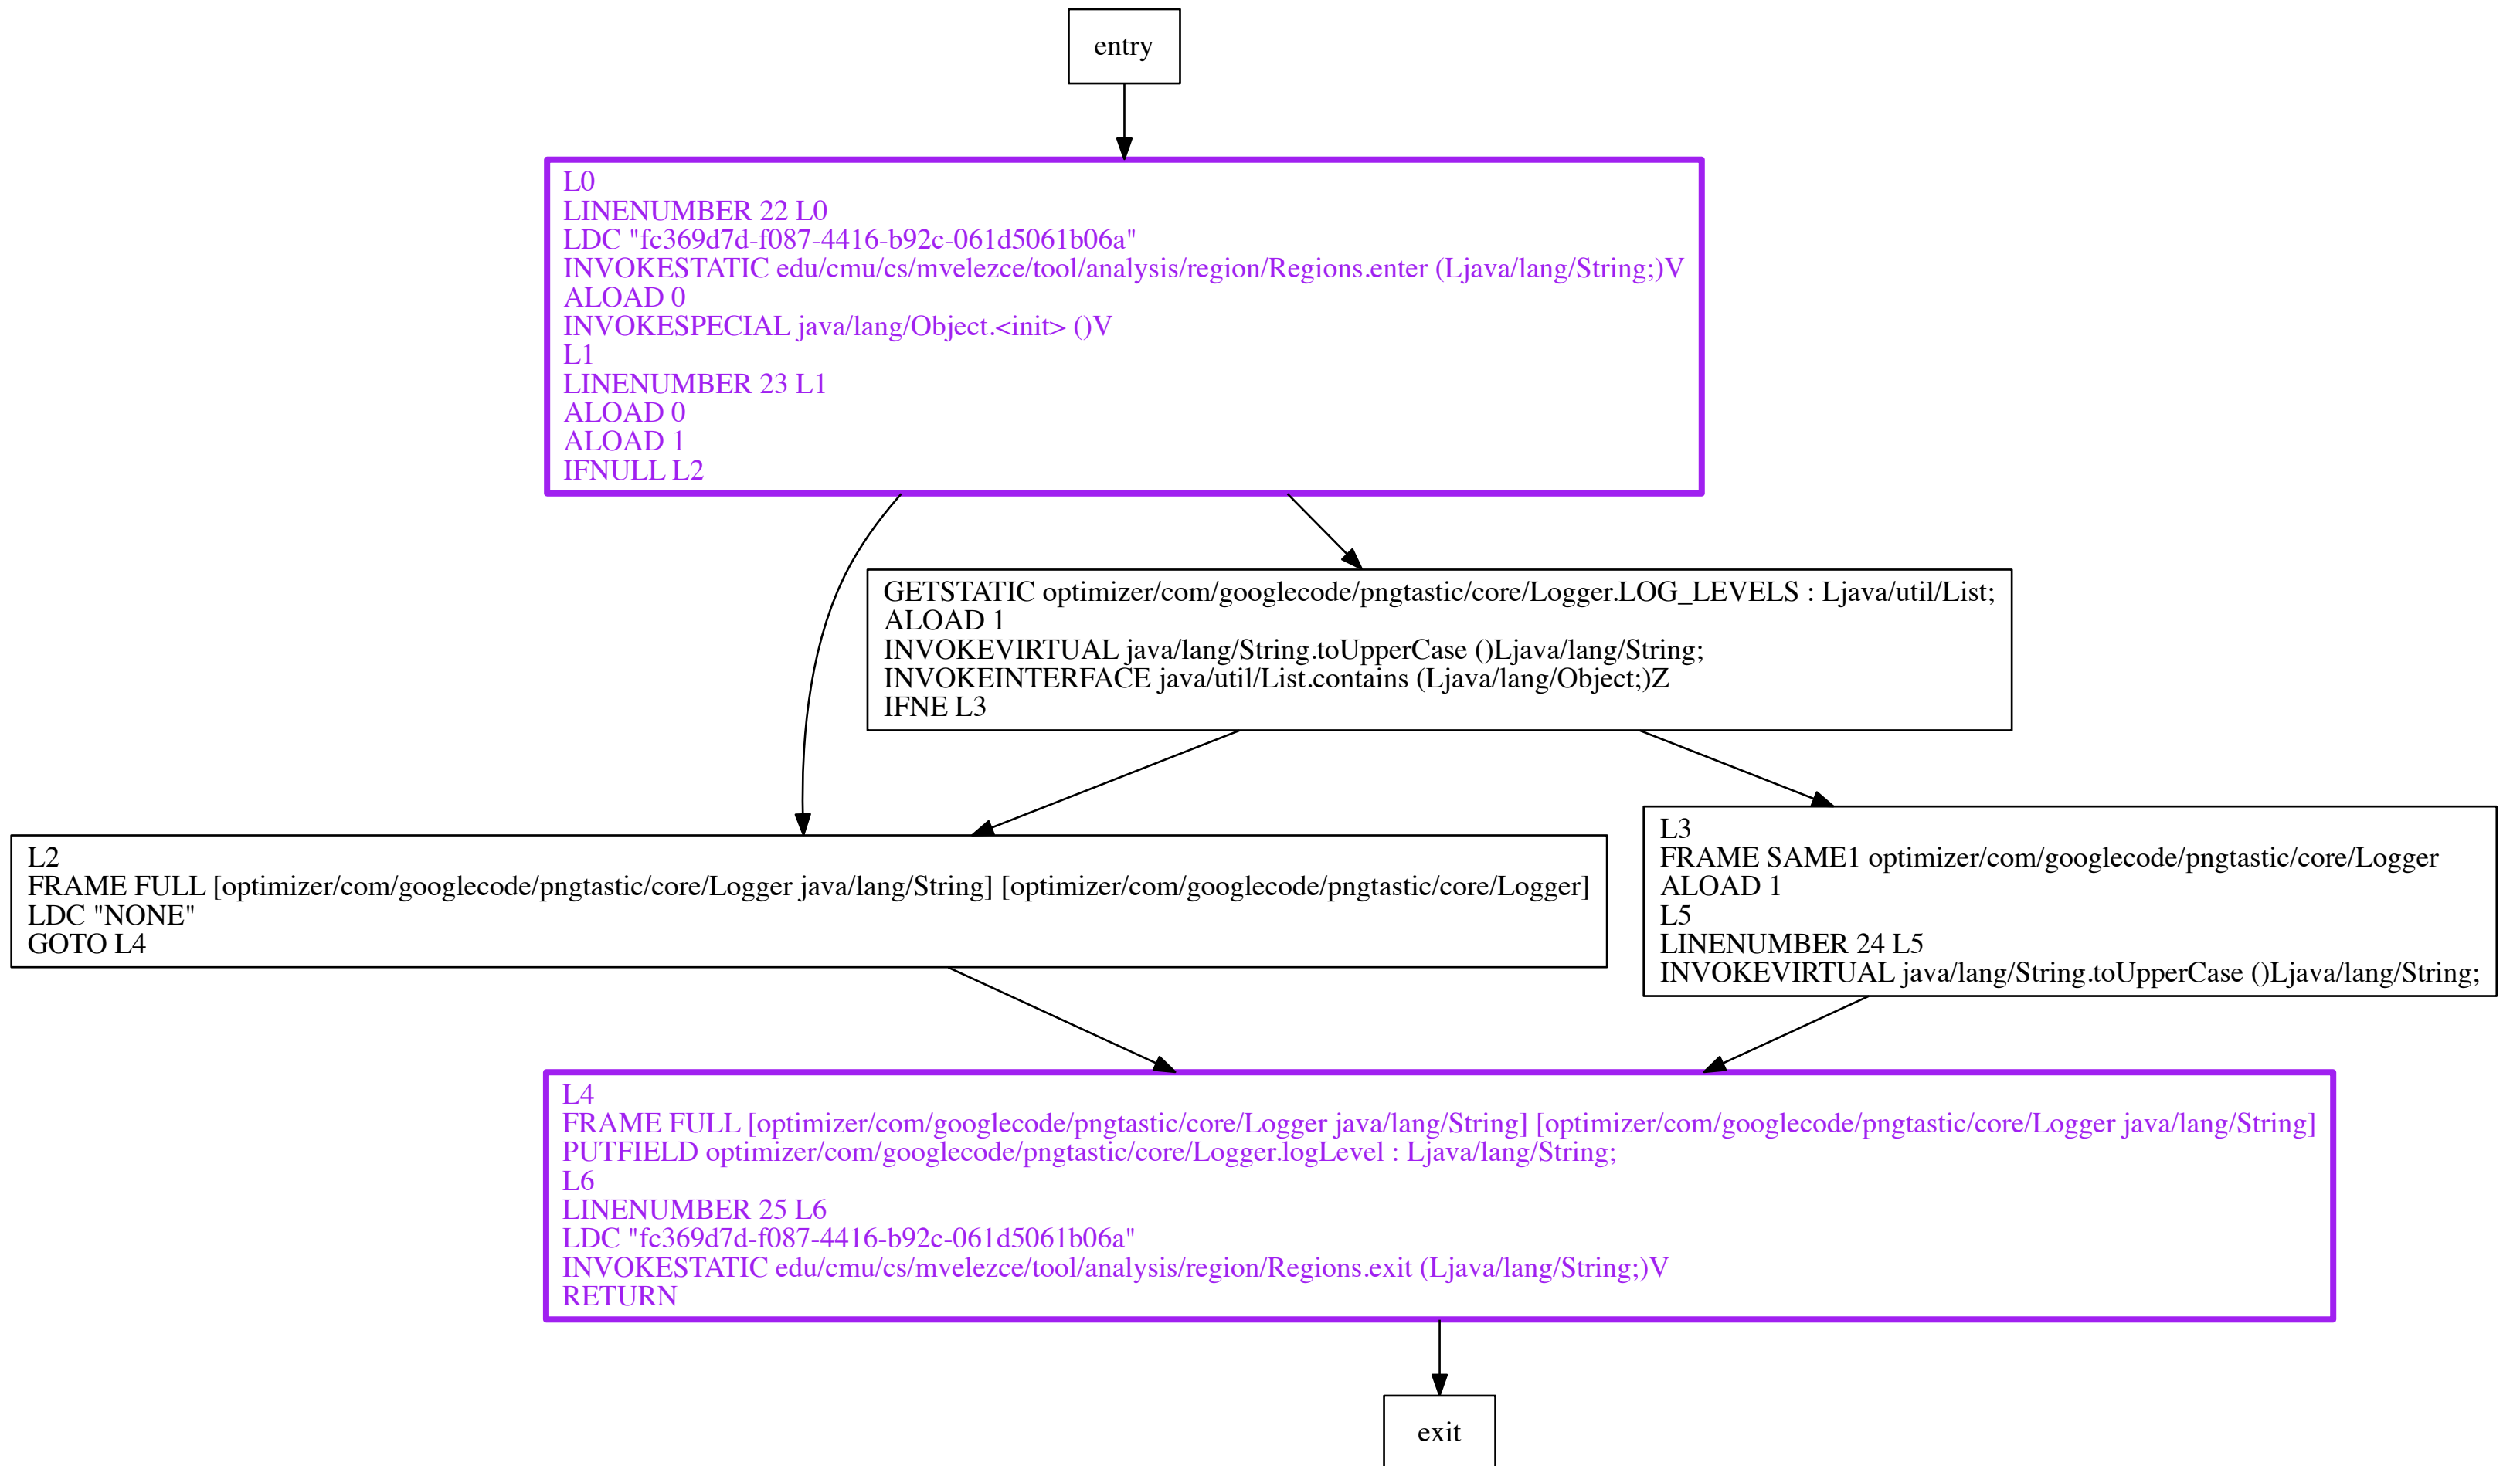 entry
L0
LINENUMBER 22 L0
LDC "fc369d7d-f087-4416-b92c-061d5061b06a"
INVOKESTATIC edu/cmu/cs/mvelezce/tool/analysis/region/Regions.enter (Ljava/lang/String;)V
ALOAD 0
INVOKESPECIAL java/lang/Object.<init> ()V
L1
LINENUMBER 23 L1
ALOAD 0
ALOAD 1
IFNULL L2
GETSTATIC optimizer/com/googlecode/pngtastic/core/Logger.LOG_LEVELS : Ljava/util/List;
ALOAD 1
INVOKEVIRTUAL java/lang/String.toUpperCase ()Ljava/lang/String;
INVOKEINTERFACE java/util/List.contains (Ljava/lang/Object;)Z
IFNE L3
L2
FRAME FULL [optimizer/com/googlecode/pngtastic/core/Logger java/lang/String] [optimizer/com/googlecode/pngtastic/core/Logger]
LDC "NONE"
GOTO L4
L3
FRAME SAME1 optimizer/com/googlecode/pngtastic/core/Logger
ALOAD 1
L5
LINENUMBER 24 L5
INVOKEVIRTUAL java/lang/String.toUpperCase ()Ljava/lang/String;
L4
FRAME FULL [optimizer/com/googlecode/pngtastic/core/Logger java/lang/String] [optimizer/com/googlecode/pngtastic/core/Logger java/lang/String]
PUTFIELD optimizer/com/googlecode/pngtastic/core/Logger.logLevel : Ljava/lang/String;
L6
LINENUMBER 25 L6
LDC "fc369d7d-f087-4416-b92c-061d5061b06a"
INVOKESTATIC edu/cmu/cs/mvelezce/tool/analysis/region/Regions.exit (Ljava/lang/String;)V
RETURN
exit